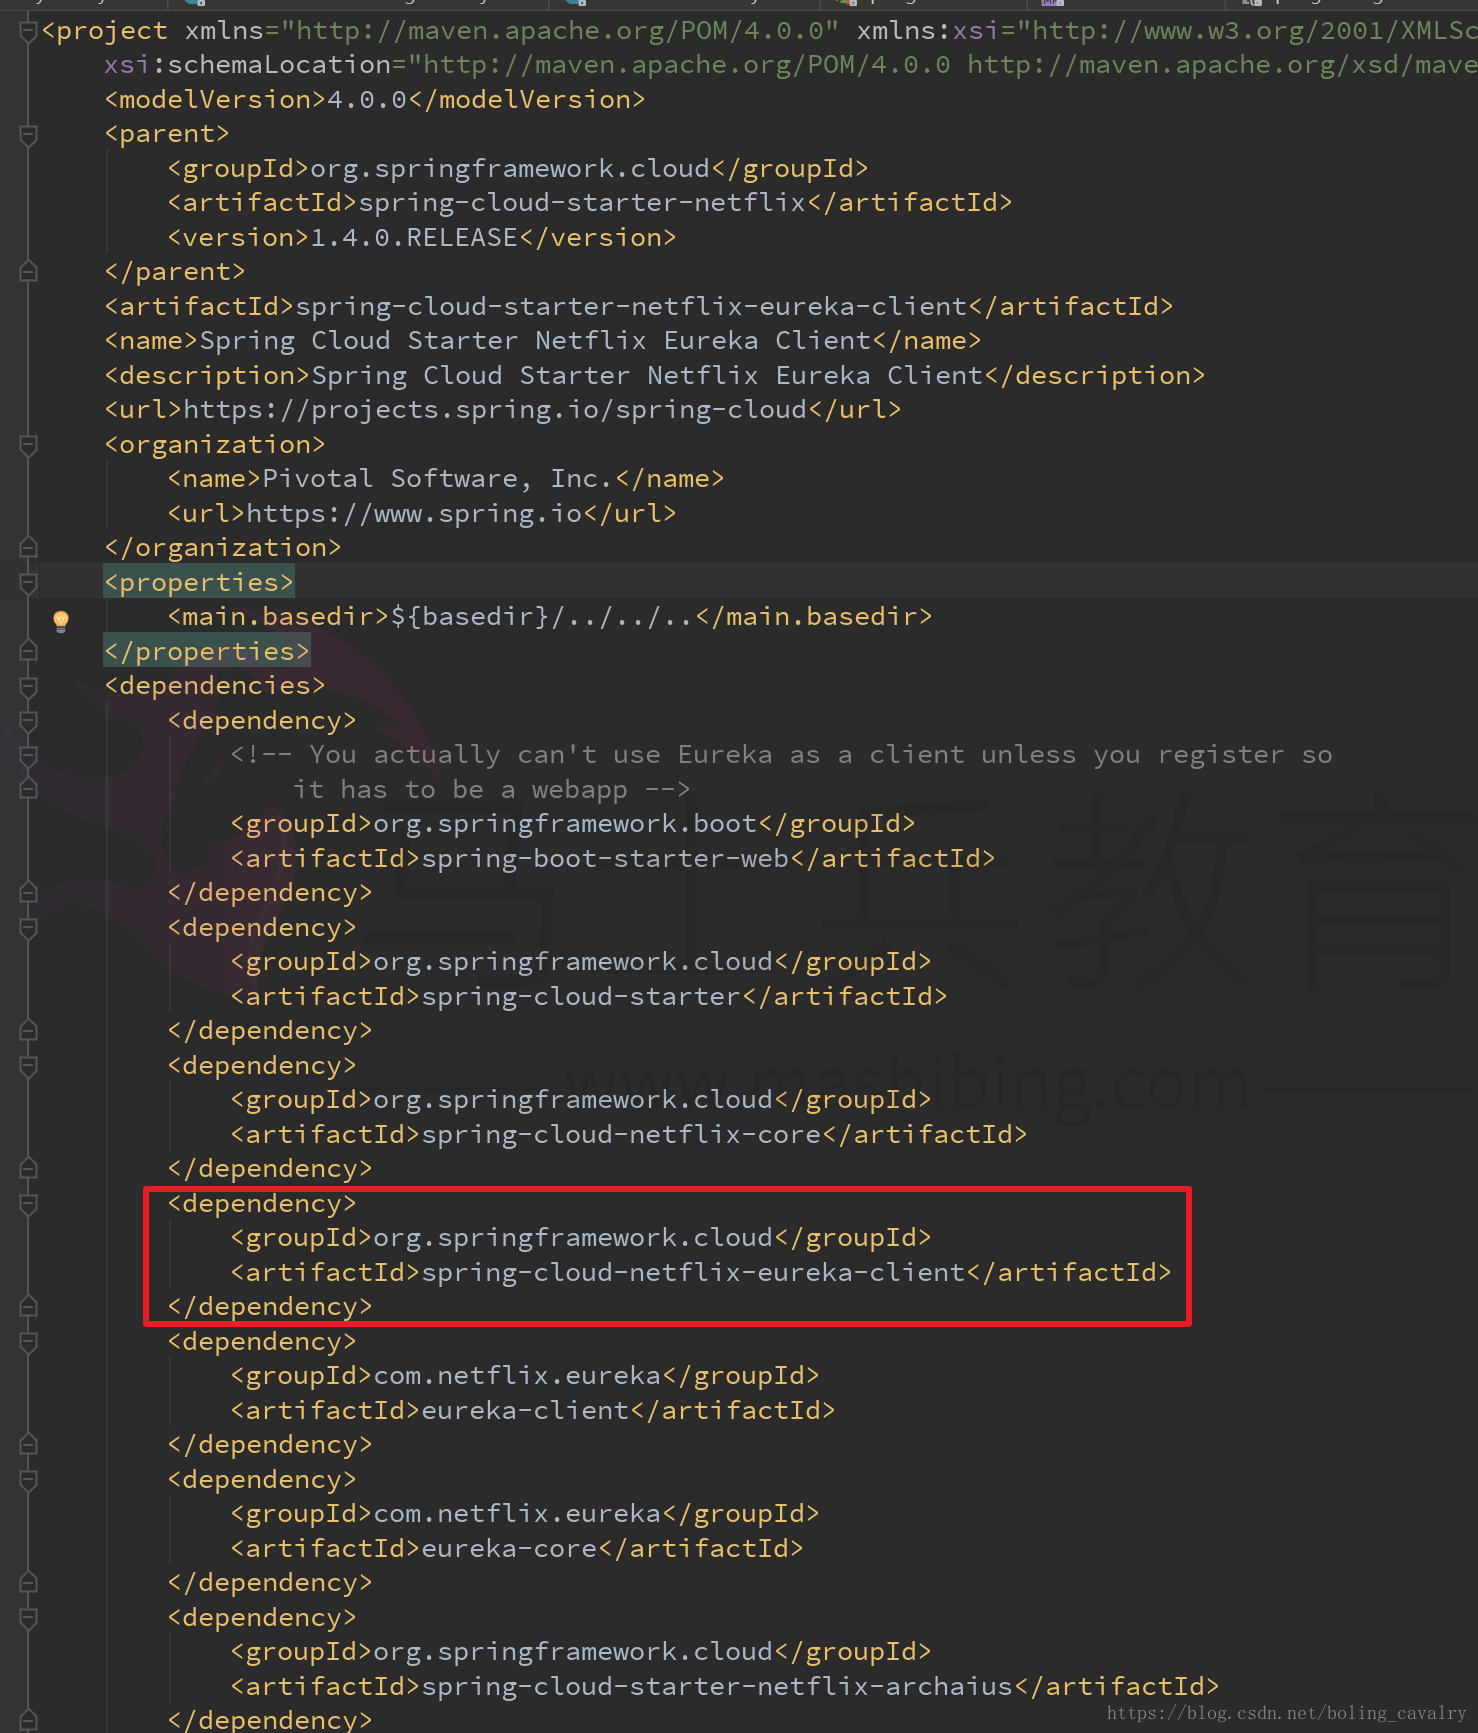 <project xmlns="http://maven.apache.org/POM/4.0.0" xmlns:xsi="http://www.w3.org/2001/XMLSc
xsi:schemaLocation="http://maven.apache.org/POM/4.0.0 http://maven.apache.org/xsd/mave
<modelVersion>4.0.0</modelVersion>
<parent>
<groupId>org.springframework.cloud</groupId>
<artifactId>spring-cloud-starter-netflix</artifactId>
<version>1.4.0.RELEASE</version>
</parent>
<artifactId>spring-cloud-starter-netflix-eureka-client</artifactId>
<name>Spring Cloud Starter Netflix Eureka Client</name>
<description>Spring Cloud Starter Netflix Eureka Client</description>
<url>https://projects.spring.io/spring-cloud</url>
<organization>
<name>Pivotal Software, Inc.</name>
<url>https://www.spring.io</url>
</organization>
<properties>
<main.basedir>${basedir}/../../..</main.basedir>
</properties>
<dependencies>
<dependency>
<!-- You actually can't use Eureka as a client unless you register so
it has to be a webapp -->
<groupId>org.springframework.boot</groupId>
<artifactId>spring-boot-starter-web</artifactId>
</dependency>
<dependency>
<groupId>org.springframework.cloud</groupId>
<artifactId>spring-cloud-starter</artifactId>
</dependency>
<dependency>
<groupId>org.springframework.cloud</groupId>
<artifactId>spring-cloud-netflix-core</artifactId>
</dependency>
<dependency>
<groupId>org.springframework.cloud</groupId>
<artifactId>spring-cloud-netflix-eureka-client</artifactId>
</dependency>
<dependency>
<groupId>com.netflix.eureka</groupId>
<artifactId>eureka-client</artifactId>
</dependency>
<dependency>
<groupId>com.netflix.eureka</groupId>
<artifactId>eureka-core</artifactId>
</dependency>
<dependency>
<groupId>org.springframework.cloud</groupId>
<artifactId>spring-cloud-starter-netflix-archaius</artifactId>
</dependency>
马士兵教育
www.mashibing.com
https://blog.csdn.net/boling_cavalry